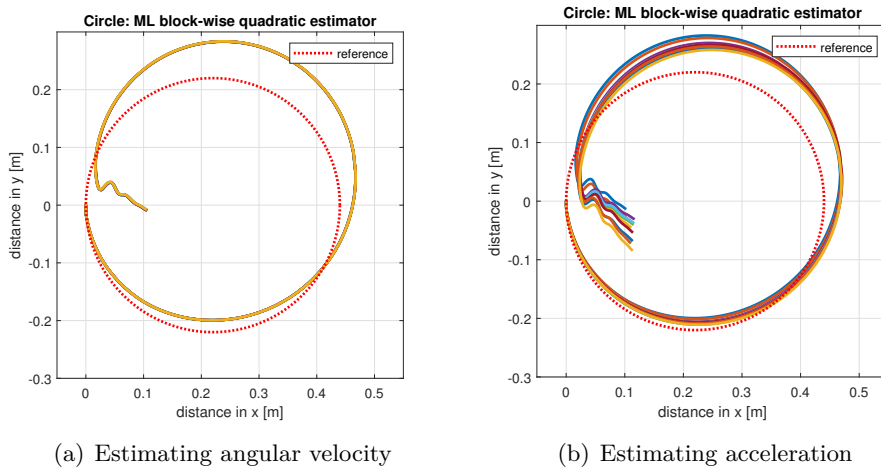 Circle: ML block-wise quadratic estimator
reference
0.2
0.1
0
-0.1
-0.2
-0.3
distance in y [m]
0
0.1
0.2
0.3
0.4
0.5
distance in x [m]
(a) Estimating angular velocity
Circle: ML block-wise quadratic estimator
reference
0.2
0.1
0
-0.1
-0.2
-0.3
distance in y [m]
0
0.1
0.2
0.3
0.4
0.5
distance in x [m]
(b) Estimating acceleration